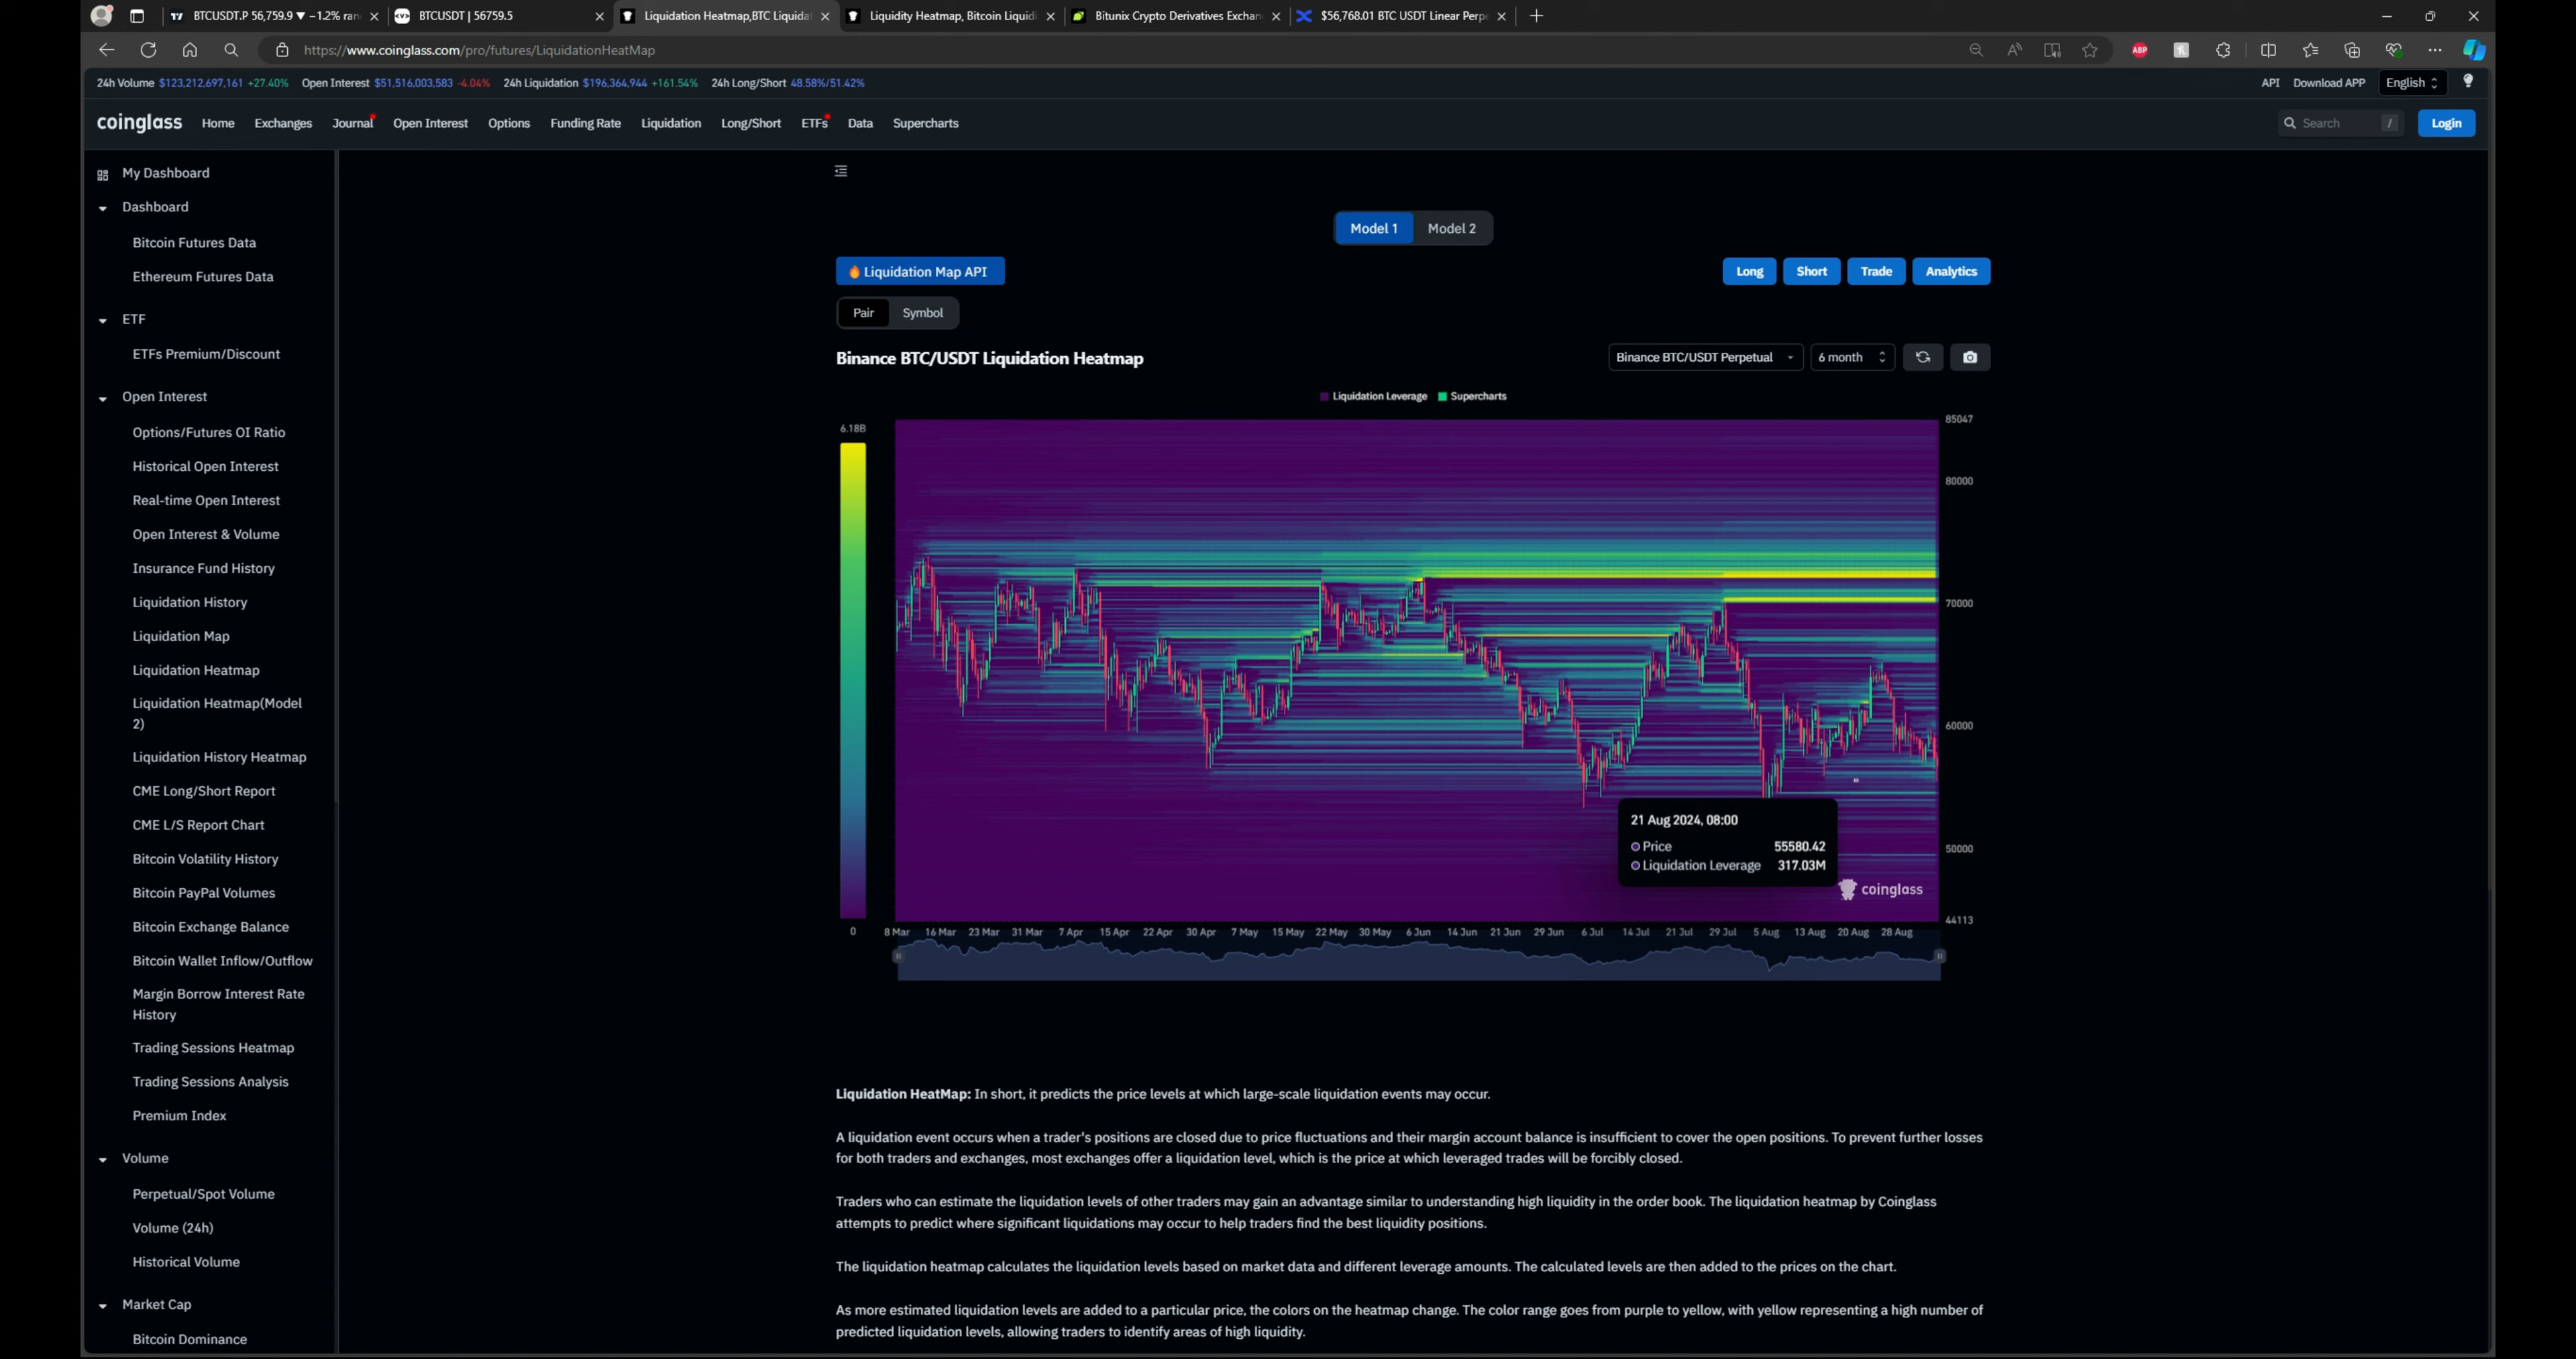 BTCUSDT.P 56,759.9 ▼ −1.2% ran
BTCUSDT | 56759.5
Liquidation Heatmap,BTC Liquidat
Liquidity Heatmap, Bitcoin Liquidi
Bitunix Crypto Derivatives Exchan
$56,768.01 BTC USDT Linear Perpe
https://www.coinglass.com/pro/futures/LiquidationHeatMap
ABP
24h Volume $123,212,697,161 +27.40% Open Interest $51,516,003,583 -4.04% 24h Liquidation $196,364,944 +161.54% 24h Long/Short 48.58%/51.42%
API Download APP English
coinglass Home Exchanges Journal Open Interest Options Funding Rate Liquidation Long/Short ETFs Data Supercharts
Search / Login
My Dashboard
Dashboard
Bitcoin Futures Data
Ethereum Futures Data
ETF
ETFs Premium/Discount
Open Interest
Options/Futures OI Ratio
Historical Open Interest
Real-time Open Interest
Open Interest & Volume
Insurance Fund History
Liquidation History
Liquidation Map
Liquidation Heatmap
Liquidation Heatmap(Model
2)
Liquidation History Heatmap
CME Long/Short Report
CME L/S Report Chart
Bitcoin Volatility History
Bitcoin PayPal Volumes
Bitcoin Exchange Balance
Bitcoin Wallet Inflow/Outflow
Margin Borrow Interest Rate
History
Trading Sessions Heatmap
Trading Sessions Analysis
Premium Index
Volume
Perpetual/Spot Volume
Volume (24h)
Historical Volume
Market Cap
Bitcoin Dominance
Model 1 Model 2
Liquidation Map API
Long Short Trade Analytics
Pair Symbol
Binance BTC/USDT Liquidation Heatmap
Binance BTC/USDT Perpetual 6 month
Liquidation Leverage Supercharts
6.18B
0
85047
80000
70000
60000
50000
44113
21 Aug 2024, 08:00
Price 55580.42
Liquidation Leverage 317.03M
coinglass
8 Mar 16 Mar 23 Mar 31 Mar 7 Apr 15 Apr 22 Apr 30 Apr 7 May 15 May 22 May 30 May 6 Jun 14 Jun 21 Jun 29 Jun 6 Jul 14 Jul 21 Jul 29 Jul 5 Aug 13 Aug 20 Aug 28 Aug
Liquidation HeatMap: In short, it predicts the price levels at which large-scale liquidation events may occur.
A liquidation event occurs when a trader's positions are closed due to price fluctuations and their margin account balance is insufficient to cover the open positions. To prevent further losses
for both traders and exchanges, most exchanges offer a liquidation level, which is the price at which leveraged trades will be forcibly closed.
Traders who can estimate the liquidation levels of other traders may gain an advantage similar to understanding high liquidity in the order book. The liquidation heatmap by Coinglass
attempts to predict where significant liquidations may occur to help traders find the best liquidity positions.
The liquidation heatmap calculates the liquidation levels based on market data and different leverage amounts. The calculated levels are then added to the prices on the chart.
As more estimated liquidation levels are added to a particular price, the colors on the heatmap change. The color range goes from purple to yellow, with yellow representing a high number of
predicted liquidation levels, allowing traders to identify areas of high liquidity.